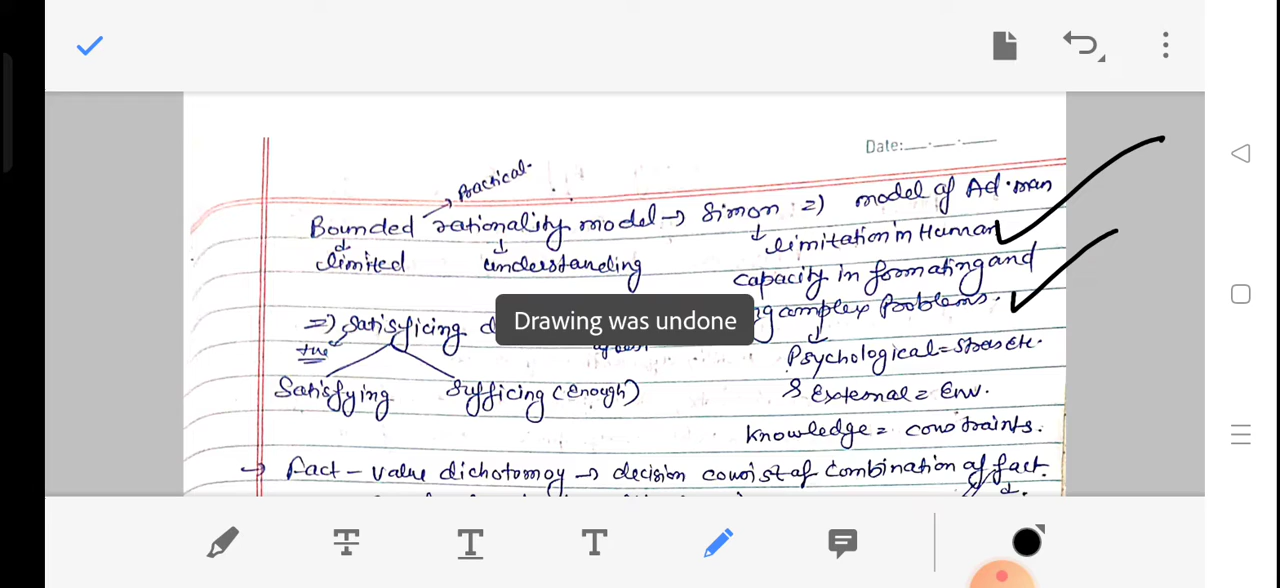 Date:
Practical.
Bounded rationality model → Simon => model of Ad. man
↓ limited ↓ understanding ↓ limitation in Human
capacity in formating and
=> Satisficing complex Problems.
Drawing was undone
+ive Psychological = Stress etc.
Satisfying Sufficing (Enough) & External = Env.
Knowledge = constraints.
→ fact - value dichotomoy → decision consist of combination of fact.